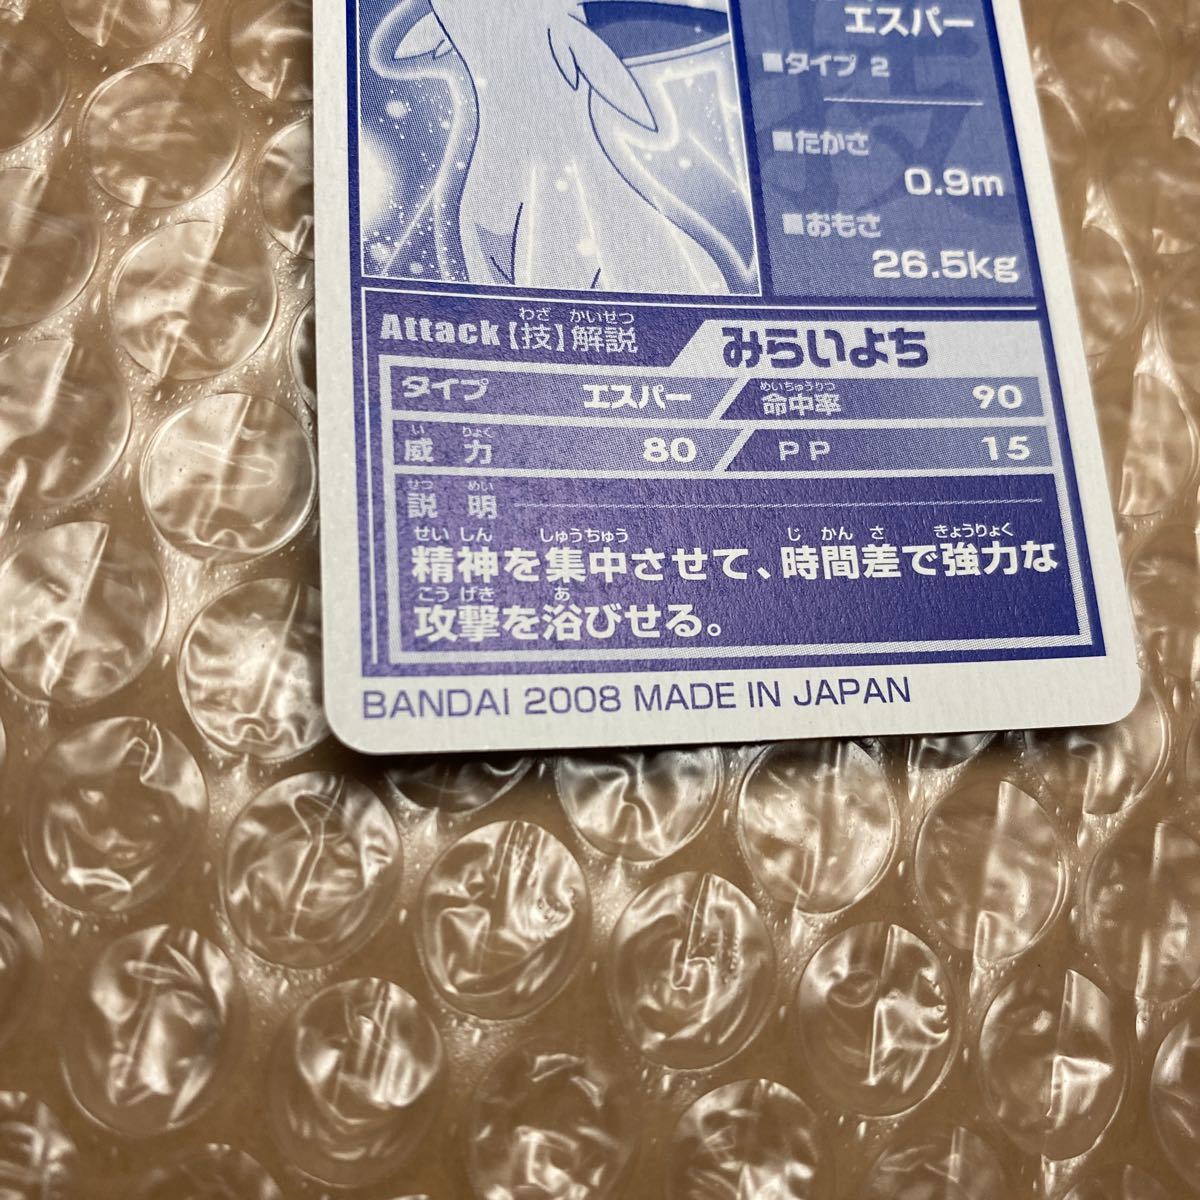 エスパー
■タイプ 2
■たかさ
0.9m
■おもさ
26.5kg
わざ かいせつ
Attack【技】解説 みらいよち
めいちゅうりつ
タイプ エスパー 命中率 90
い りょく
威力 80 PP 15
せつ めい
説明
せい しん しゅうちゅう じ かん さ きょうりょく
精神を集中させて、時間差で強力な
こう げき あ
攻撃を浴びせる。
BANDAI 2008 MADE IN JAPAN